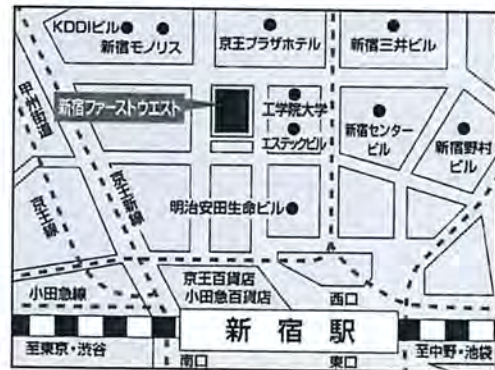 KDDIビル
新宿モノリス
京王プラザホテル
新宿三井ビル
甲州街道
新宿ファーストウエスト
工学院大学
エステックビル
新宿センター
ビル
新宿野村
ビル
京王線
京王新線
明治安田生命ビル
京王百貨店
小田急百貨店
小田急線
西口
新宿駅
至東京・渋谷
南口
東口
至中野・池袋